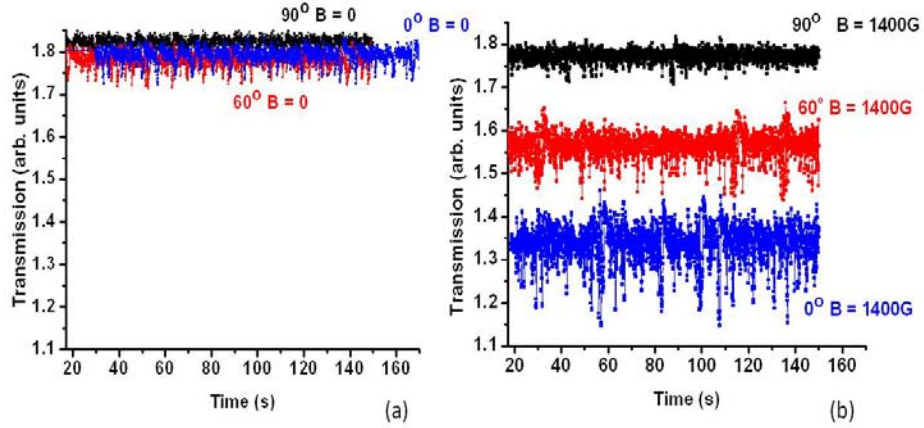 90° B = 0
0° B = 0
60° B = 0
Transmission (arb. units)
1.8
1.7
1.6
1.5
1.4
1.3
1.2
1.1
20 40 60 80 100 120 140 160
Time (s)
(a)
90° B = 1400G
60° B = 1400G
0° B = 1400G
Transmission (arb. units)
1.8
1.7
1.6
1.5
1.4
1.3
1.2
1.1
20 40 60 80 100 120 140 160
Time (s)
(b)